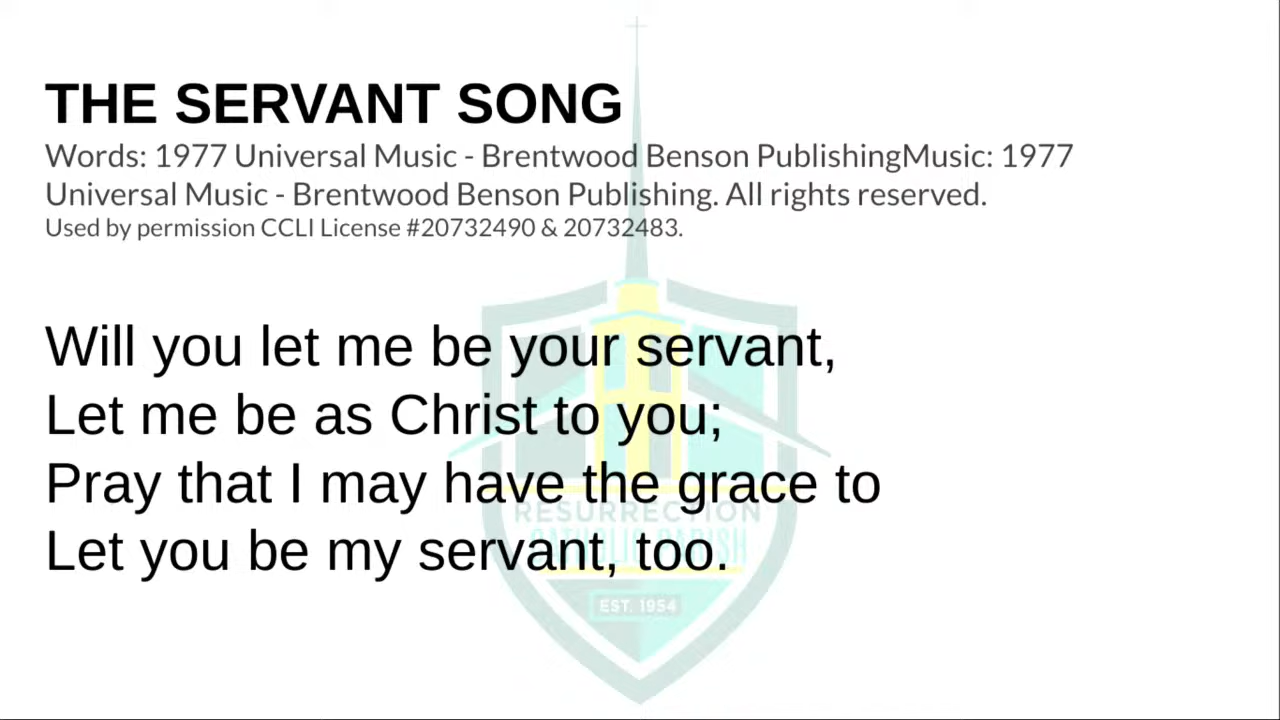 THE SERVANT SONG
Words: 1977 Universal Music - Brentwood Benson PublishingMusic: 1977
Universal Music - Brentwood Benson Publishing. All rights reserved.
Used by permission CCLI License #20732490 & 20732483.
Will you let me be your servant,
Let me be as Christ to you;
Pray that I may have the grace to
Let you be my servant, too.
RESURRECTION
CATHOLIC PARISH
EST. 1954